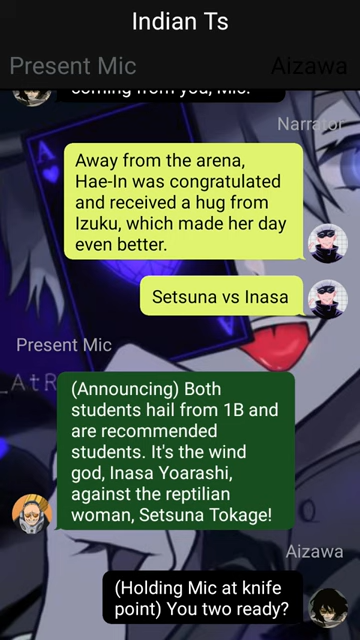 Indian Ts
Present Mic
Aizawa
coming from you, Mic.
Narrator
Away from the arena,
Hae-In was congratulated
and received a hug from
Izuku, which made her day
even better.
Setsuna vs Inasa
Present Mic
_AtR
(Announcing) Both
students hail from 1B and
are recommended
students. It's the wind
god, Inasa Yoarashi,
against the reptilian
woman, Setsuna Tokage!
Aizawa
(Holding Mic at knife
point) You two ready?